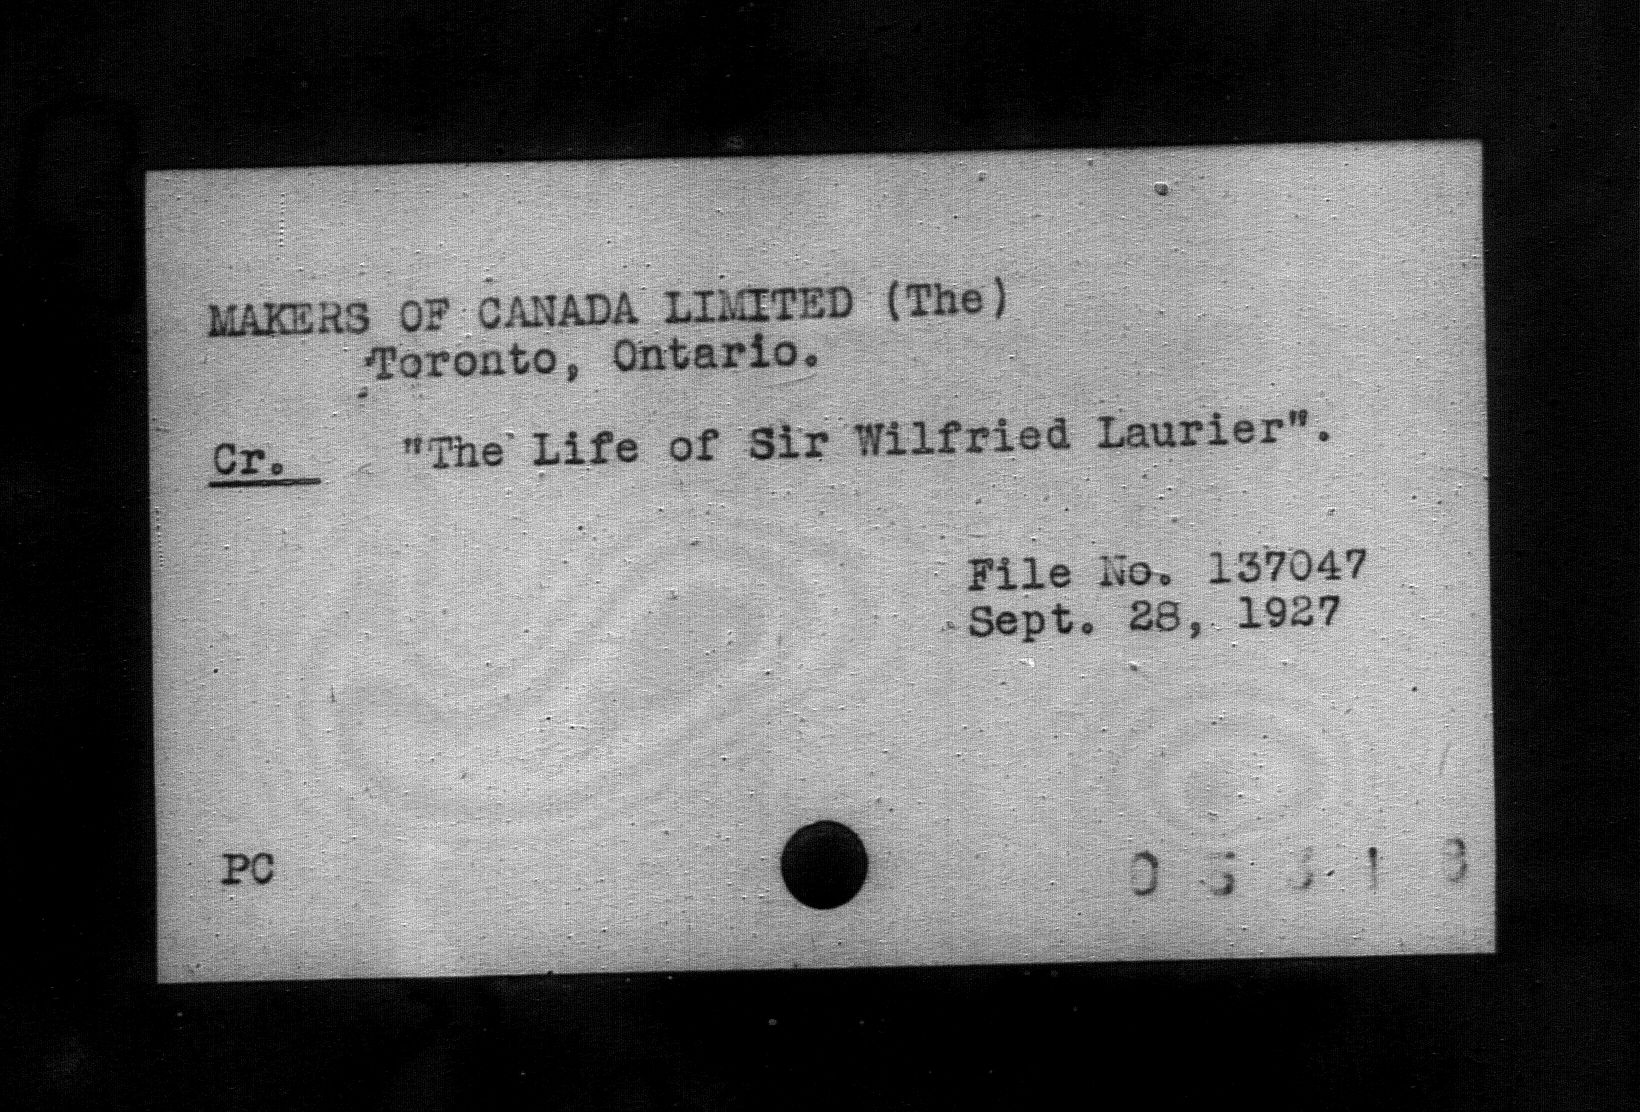 MAKERS OF CANADA LIMITED (The)
Toronto, Ontario.
Cr. "The Life of Sir Wilfried Laurier".
File No. 137047
Sept. 28, 1927
PC